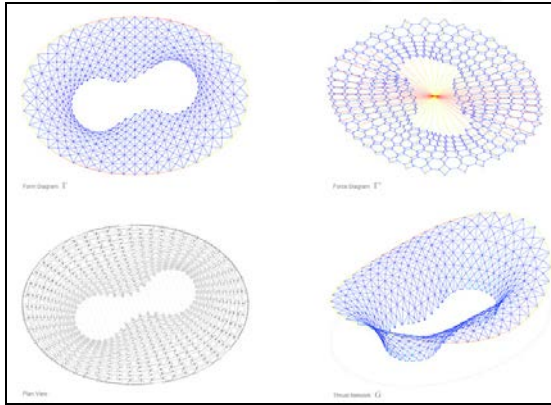 Form Diagram Γ
Force Diagram Γ*
Plan View
Thrust Network G